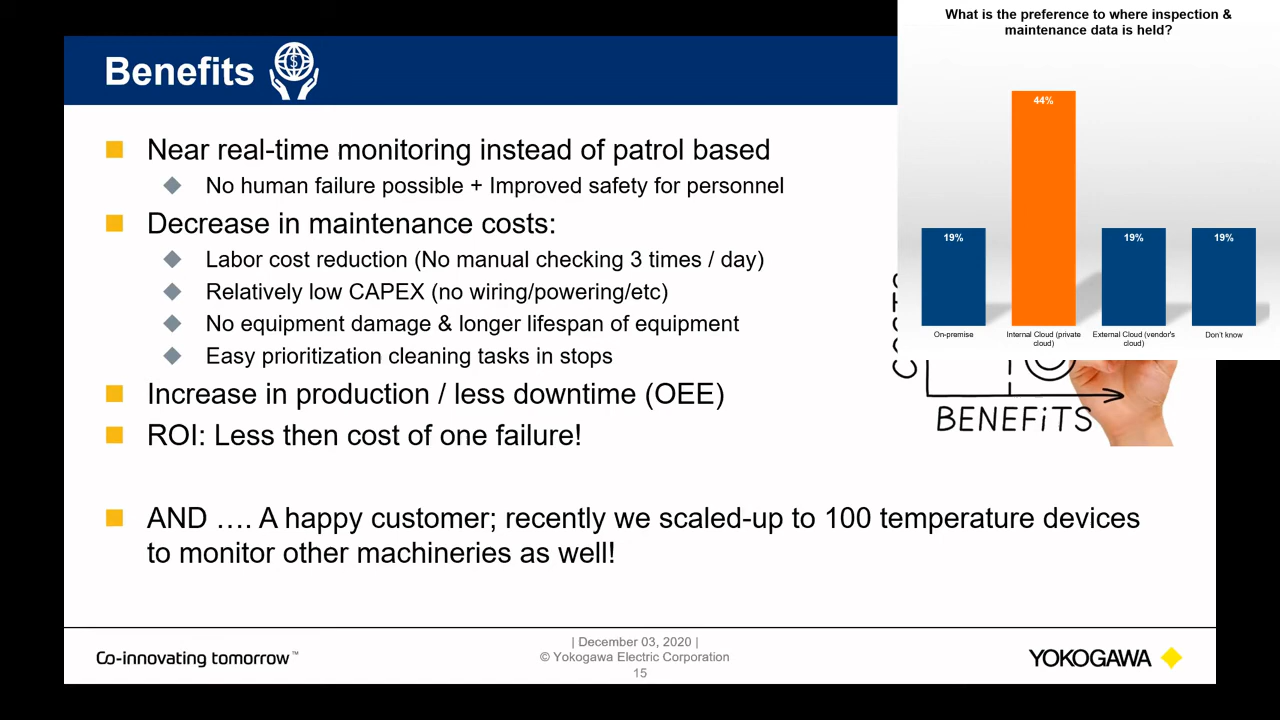 What is the preference to where inspection &
maintenance data is held?
44%
19%
19%
19%
On-premise
Internal Cloud (private
cloud)
External Cloud (vendor's
cloud)
Don't know
Benefits
$
Near real-time monitoring instead of patrol based
No human failure possible + Improved safety for personnel
Decrease in maintenance costs:
Labor cost reduction (No manual checking 3 times / day)
Relatively low CAPEX (no wiring/powering/etc)
No equipment damage & longer lifespan of equipment
Easy prioritization cleaning tasks in stops
Increase in production / less downtime (OEE)
ROI: Less then cost of one failure!
COSTS
BENEFiTS
AND …. A happy customer; recently we scaled-up to 100 temperature devices
to monitor other machineries as well!
Co-innovating tomorrow™
| December 03, 2020 |
© Yokogawa Electric Corporation
15
YOKOGAWA